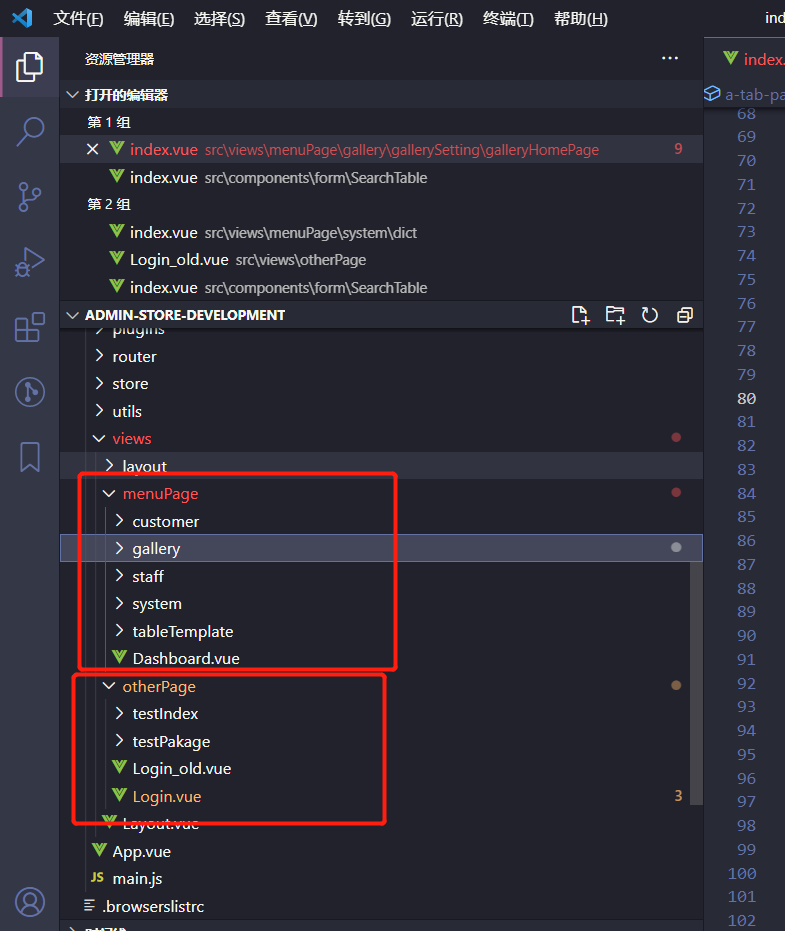 文件(F) 编辑(E) 选择(S) 查看(V) 转到(G) 运行(R) 终端(T) 帮助(H) ind
资源管理器 ...
index.
打开的编辑器
a-tab-pa
第 1 组
index.vue src\views\menuPage\gallery\gallerySetting\galleryHomePage 9
index.vue src\components\form\SearchTable
第 2 组
index.vue src\views\menuPage\system\dict
Login_old.vue src\views\otherPage
index.vue src\components\form\SearchTable
ADMIN-STORE-DEVELOPMENT
plugins
router
store
utils
views
layout
menuPage
customer
gallery
staff
system
tableTemplate
Dashboard.vue
otherPage
testIndex
testPakage
Login_old.vue
Login.vue 3
Layout.vue
App.vue
JS main.js
.browserslistrc
68
69
70
71
72
73
74
75
76
77
78
79
80
81
82
83
84
85
86
87
88
89
90
91
92
93
94
95
96
97
98
99
100
101
102